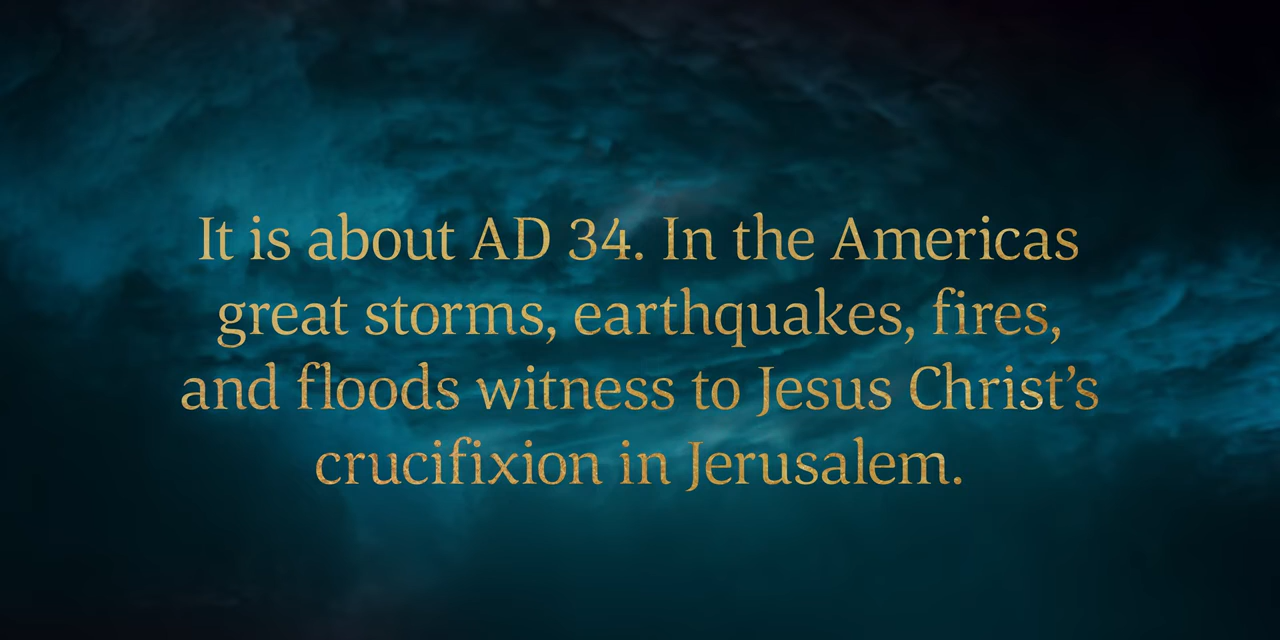 It is about AD 34. In the Americas
great storms, earthquakes, fires,
and floods witness to Jesus Christ’s
crucifixion in Jerusalem.